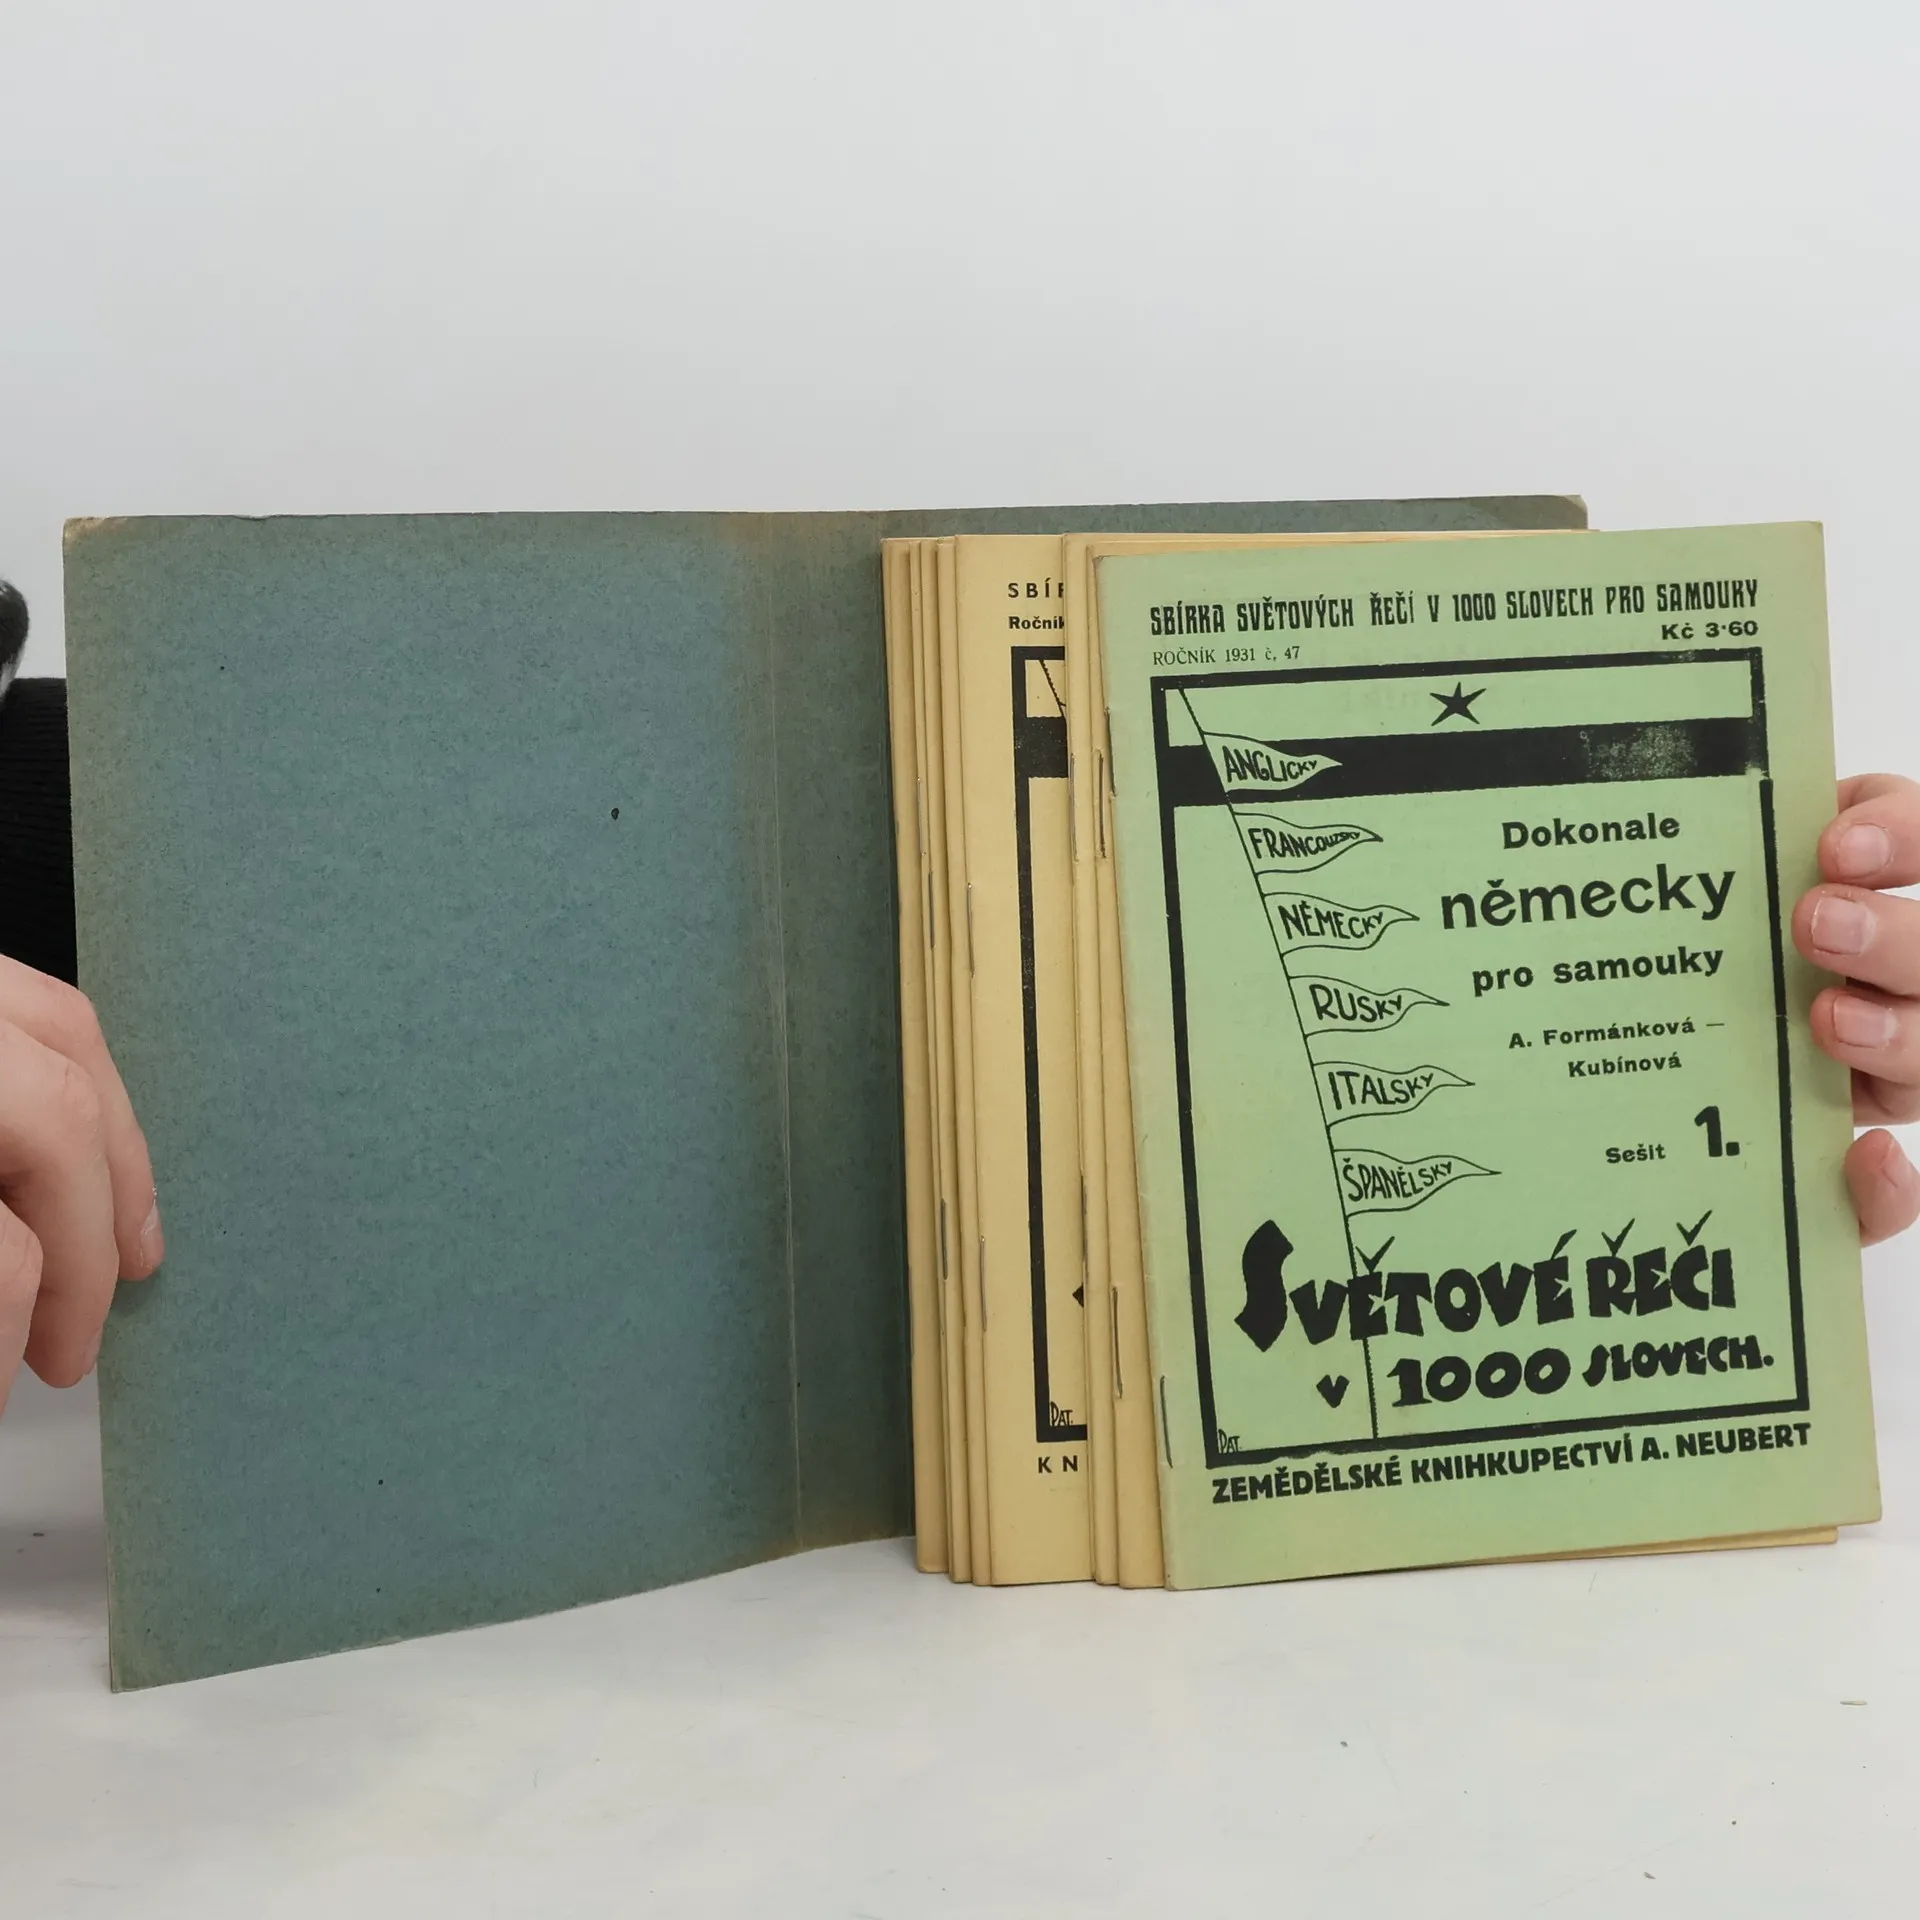 SBÍR
Ročník
PAT.
KN
SBÍRKA SVĚTOVÝCH ŘEČÍ V 1000 SLOVECH PRO SAMOUKY
Kč 3·60
ROČNÍK 1931 č, 47
ANGLICKY
FRANCOUZSKY
NĚMECKY
RUSKY
ITALSKY
ŠPANĚLSKY
Dokonale
německy
pro samouky
A. Formánková —
Kubínová
Sešit 1.
SVĚTOVÉ ŘEČI
v 1000 SLOVECH.
PAT.
ZEMĚDĚLSKÉ KNIHKUPECTVÍ A. NEUBERT